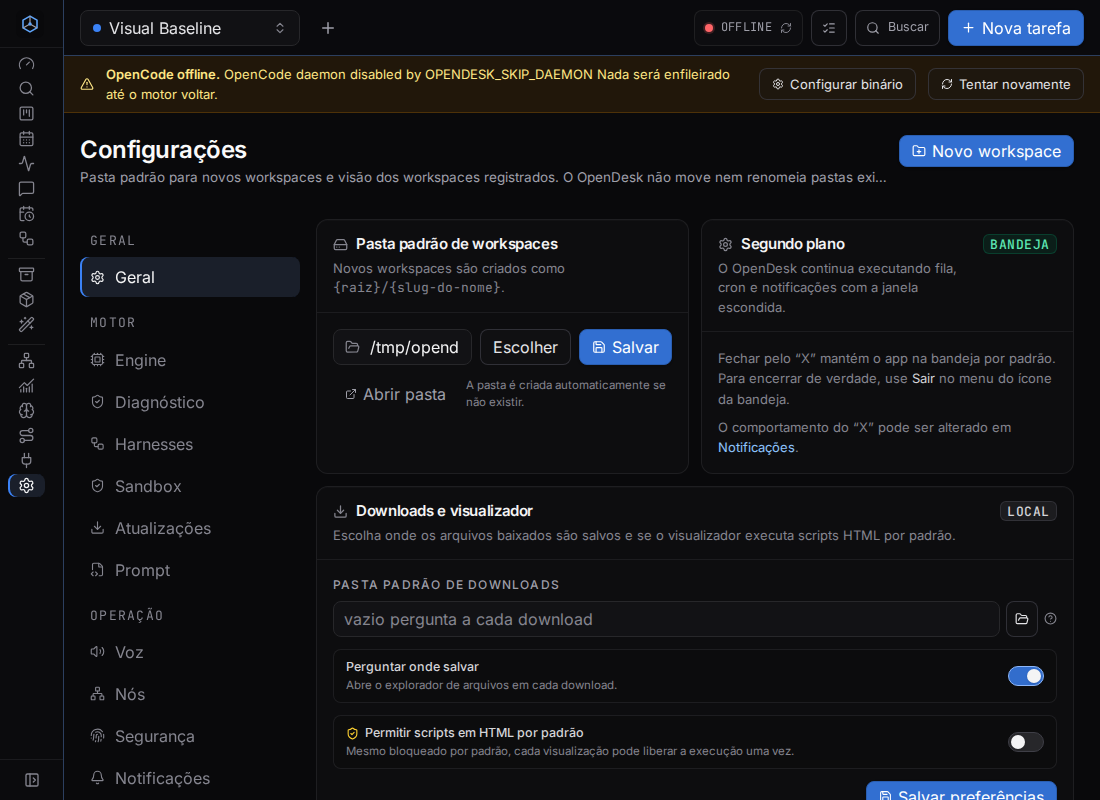 Visual Baseline
OFFLINE
Buscar
Nova tarefa
OpenCode offline. OpenCode daemon disabled by OPENDESK_SKIP_DAEMON Nada será enfileirado
até o motor voltar.
Configurar binário
Tentar novamente
Configurações
Novo workspace
Pasta padrão para novos workspaces e visão dos workspaces registrados. O OpenDesk não move nem renomeia pastas exi...
GERAL
Geral
MOTOR
Engine
Diagnóstico
Harnesses
Sandbox
Atualizações
Prompt
OPERAÇÃO
Voz
Nós
Segurança
Notificações
Pasta padrão de workspaces
Novos workspaces são criados como
{raiz}/{slug-do-nome}.
/tmp/opend
Escolher
Salvar
Abrir pasta
A pasta é criada automaticamente se
não existir.
Segundo plano
BANDEJA
O OpenDesk continua executando fila,
cron e notificações com a janela
escondida.
Fechar pelo “X” mantém o app na bandeja por padrão.
Para encerrar de verdade, use Sair no menu do ícone
da bandeja.
O comportamento do “X” pode ser alterado em
Notificações.
Downloads e visualizador
LOCAL
Escolha onde os arquivos baixados são salvos e se o visualizador executa scripts HTML por padrão.
PASTA PADRÃO DE DOWNLOADS
vazio pergunta a cada download
Perguntar onde salvar
Abre o explorador de arquivos em cada download.
Permitir scripts em HTML por padrão
Mesmo bloqueado por padrão, cada visualização pode liberar a execução uma vez.
Salvar preferências